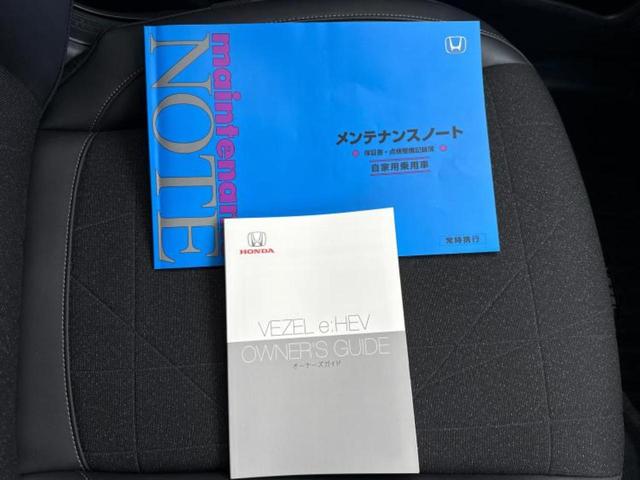 maintenance
NOTE
メンテナンスノート
保証書・点検整備記録簿
自家用乗用車
常時携行
HONDA
VEZEL e:HEV
OWNER'S GUIDE
オーナーズガイド